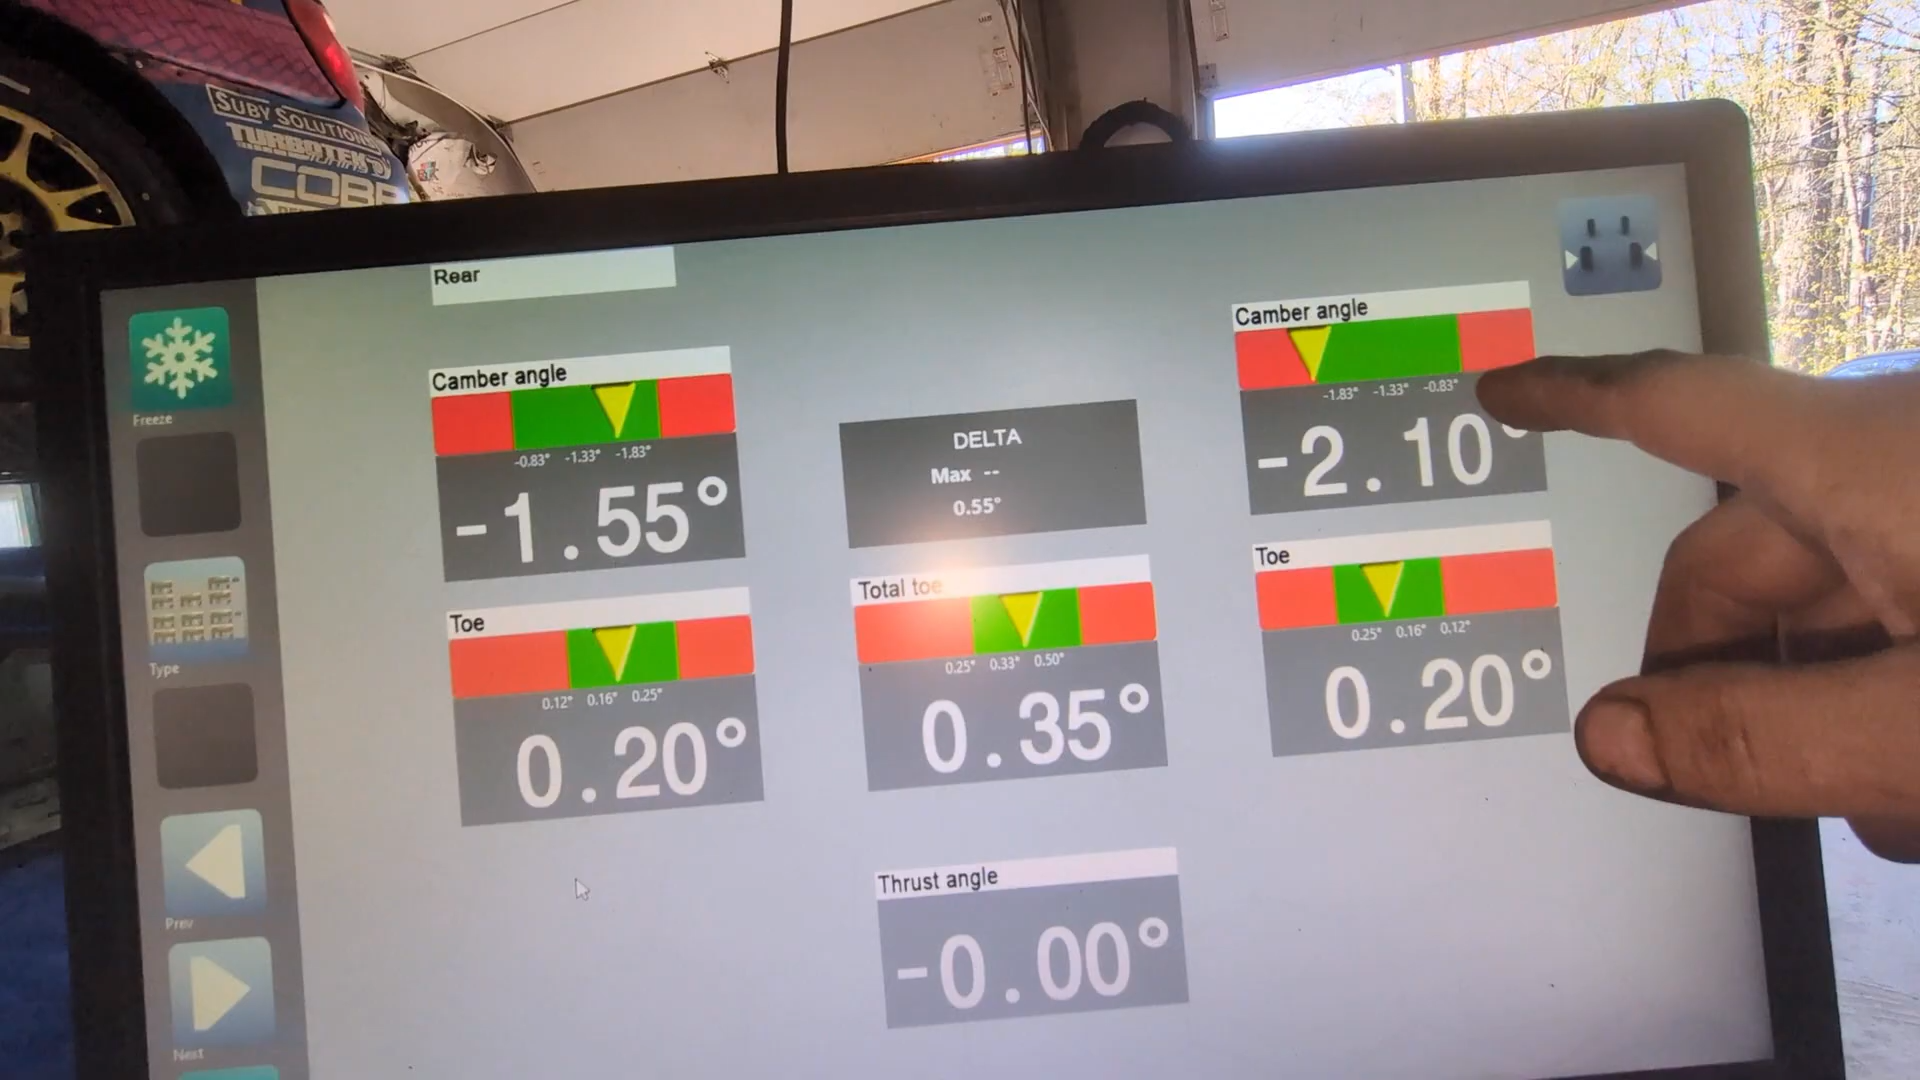 SUBY SOLUTIONS
COBB
Rear
Freeze
Camber angle
-0.83° -1.33° -1.83°
-1.55°
DELTA
Max --
0.55°
Camber angle
-1.83° -1.33° -0.83°
-2.10°
Type
Toe
0.12° 0.16° 0.25°
0.20°
Total toe
0.25° 0.33° 0.50°
0.35°
Toe
0.25° 0.16° 0.12°
0.20°
Prev
Thrust angle
-0.00°
Next